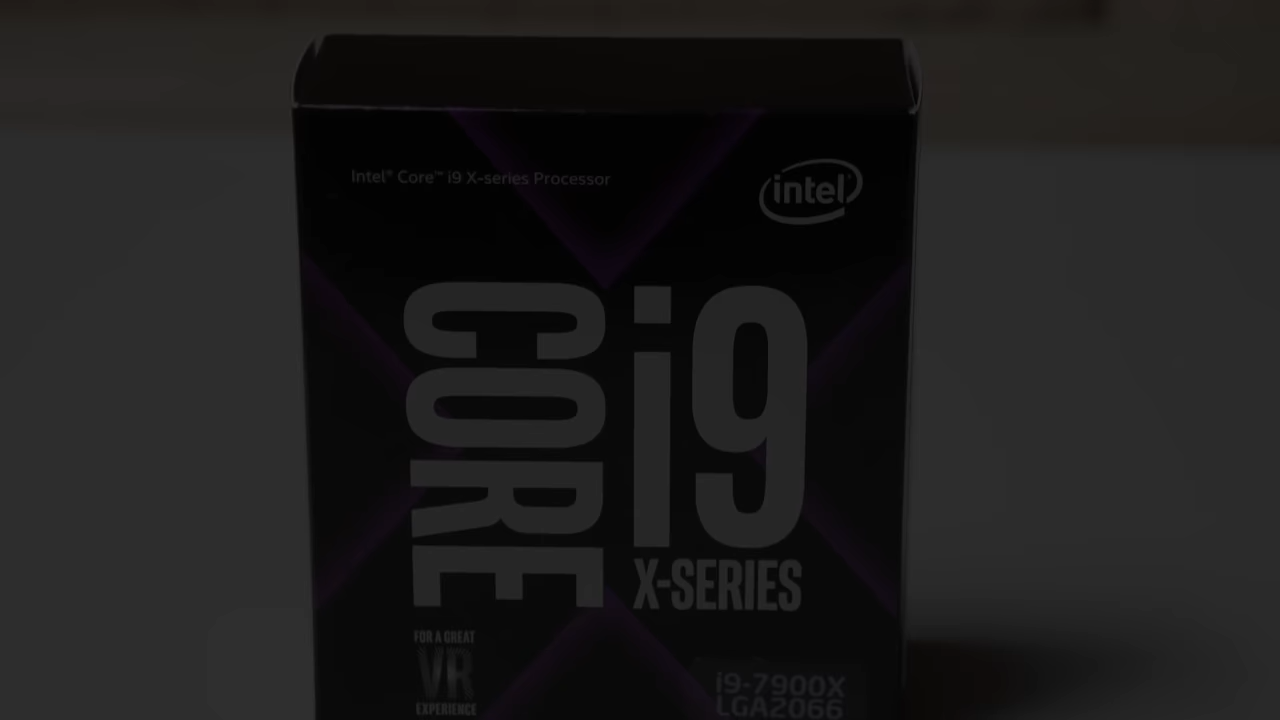 Intel® Core™ i9 X-series Processor
intel
CORE
i9
X-SERIES
FOR A GREAT
VR
EXPERIENCE
i9-7900X
LGA2066